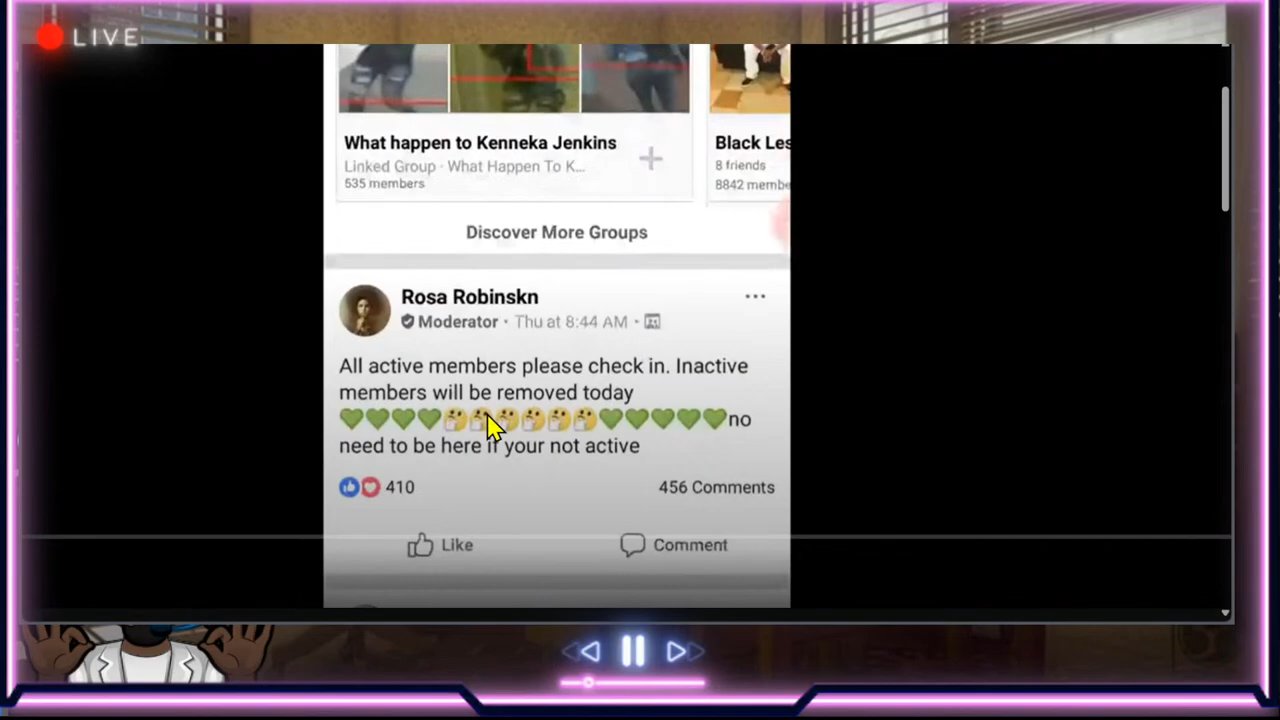 LIVE
What happen to Kenneka Jenkins
Linked Group · What Happen To K...
535 members
Black Les
8 friends
8842 membe
Discover More Groups
Rosa Robinskn
Moderator · Thu at 8:44 AM ·
All active members please check in. Inactive
members will be removed today
💚💚💚💚🤔🤔🤔🤔🤔🤔💚💚💚💚💚no
need to be here if your not active
410
456 Comments
Like
Comment